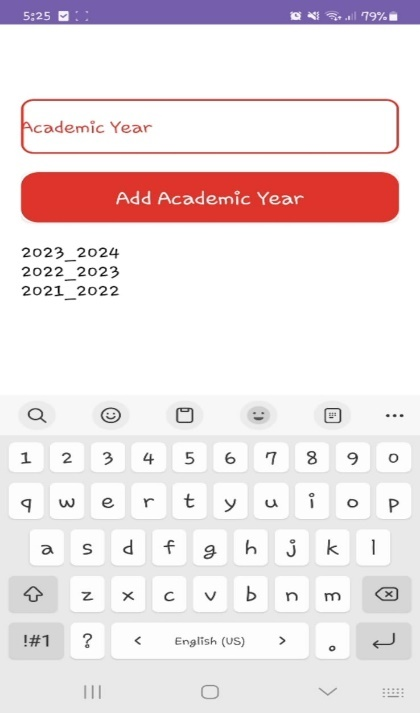 5:25 79%
Academic Year
Add Academic Year
2023_2024
2022_2023
2021_2022
1 2 3 4 5 6 7 8 9 0
q w e r t y u i o p
a s d f g h j k l
z x c v b n m
!#1 ? < English (US) > .